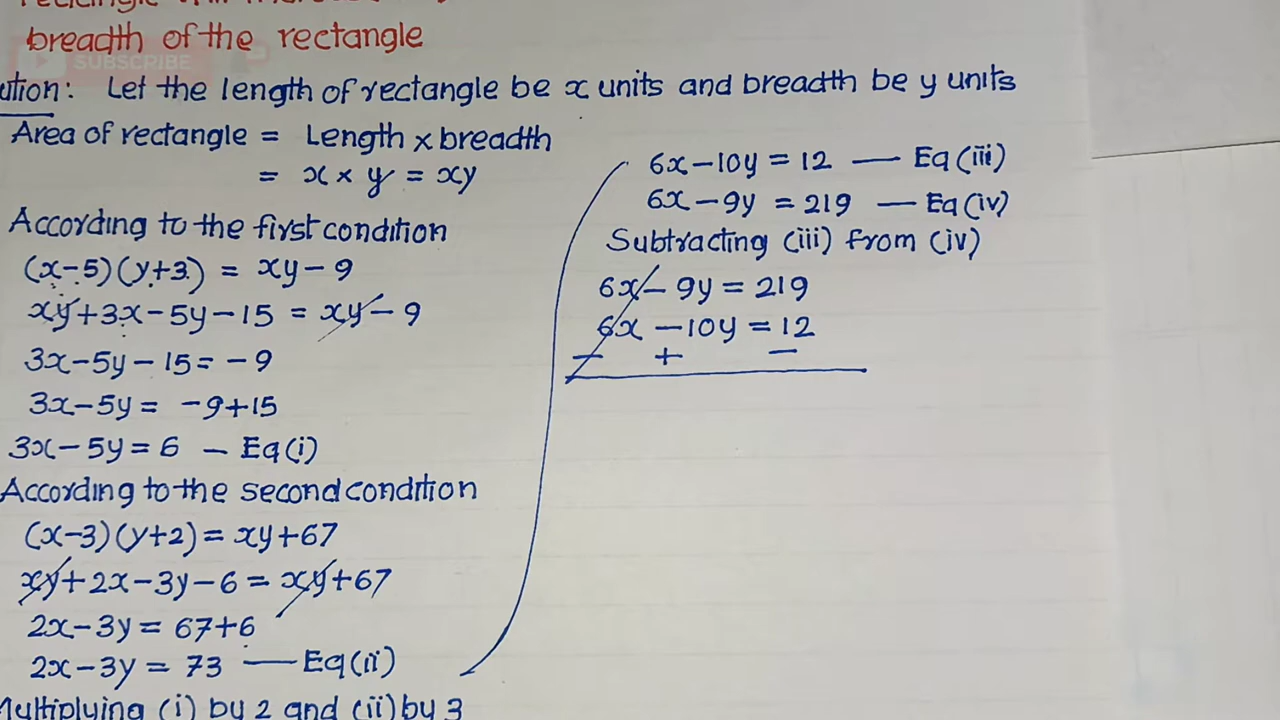 breadth of the rectangle
SUBSCRIBE
ution: Let the length of rectangle be x units and breadth be y units
Area of rectangle = Length × breadth
= x × y = xy
According to the first condition
(x-5)(y+3) = xy - 9
xy+3x-5y-15 = xy-9
3x-5y-15 = -9
3x-5y = -9+15
3x-5y = 6 - Eq(i)
According to the second condition
(x-3)(y+2) = xy+67
xy+2x-3y-6 = xy+67
2x-3y = 67+6
2x-3y = 73 — Eq(ii)
Multiplying (i) by 2 and (ii) by 3
6x-10y = 12 — Eq(iii)
6x-9y = 219 — Eq(iv)
Subtracting (iii) from (iv)
6x-9y = 219
6x-10y = 12
- + -